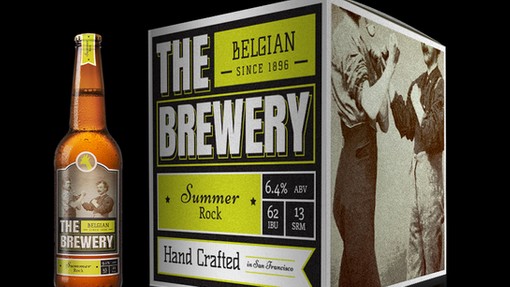 THE
BREWERY
BELGIAN
SINCE 1896
Summer
Rock
6.4% ABV
62
IBU
13
SRM
Hand Crafted
in San Francisco
THE
BELGIAN
BREWERY
Summer
Rock